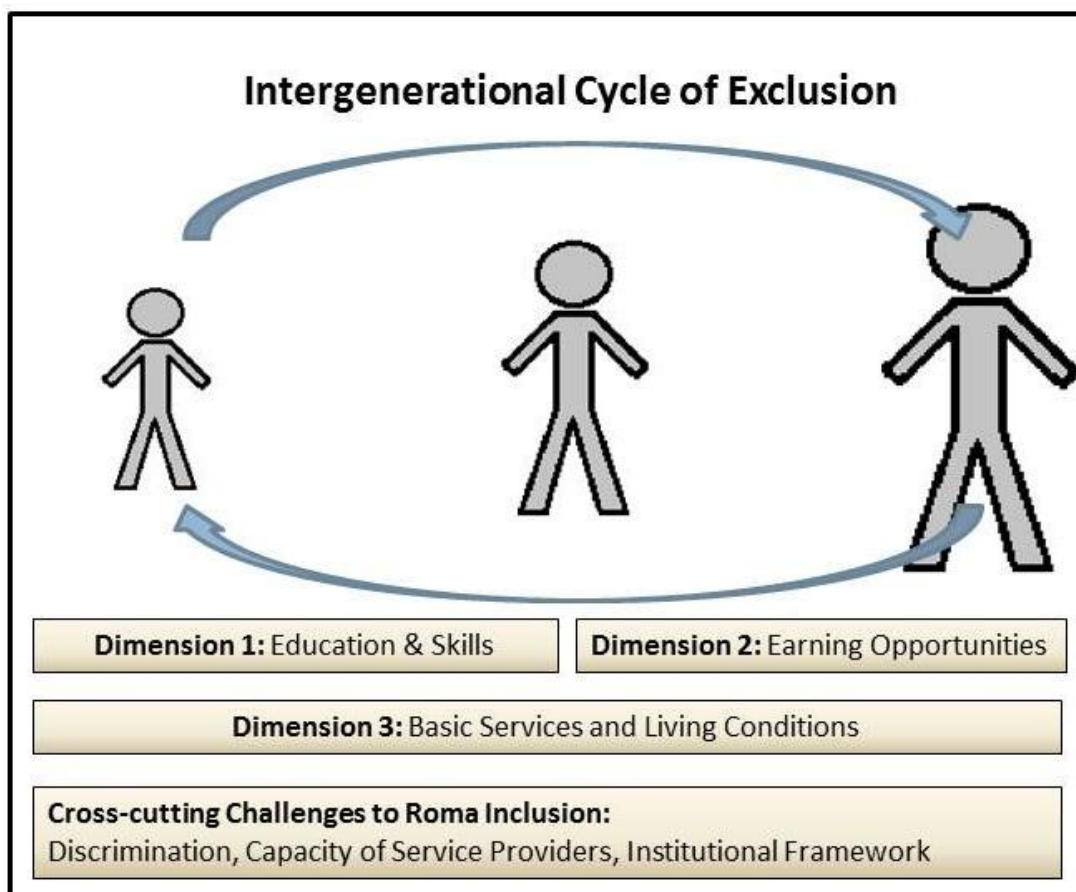 Intergenerational Cycle of Exclusion
Dimension 1: Education & Skills
Dimension 2: Earning Opportunities
Dimension 3: Basic Services and Living Conditions
Cross-cutting Challenges to Roma Inclusion:
Discrimination, Capacity of Service Providers, Institutional Framework